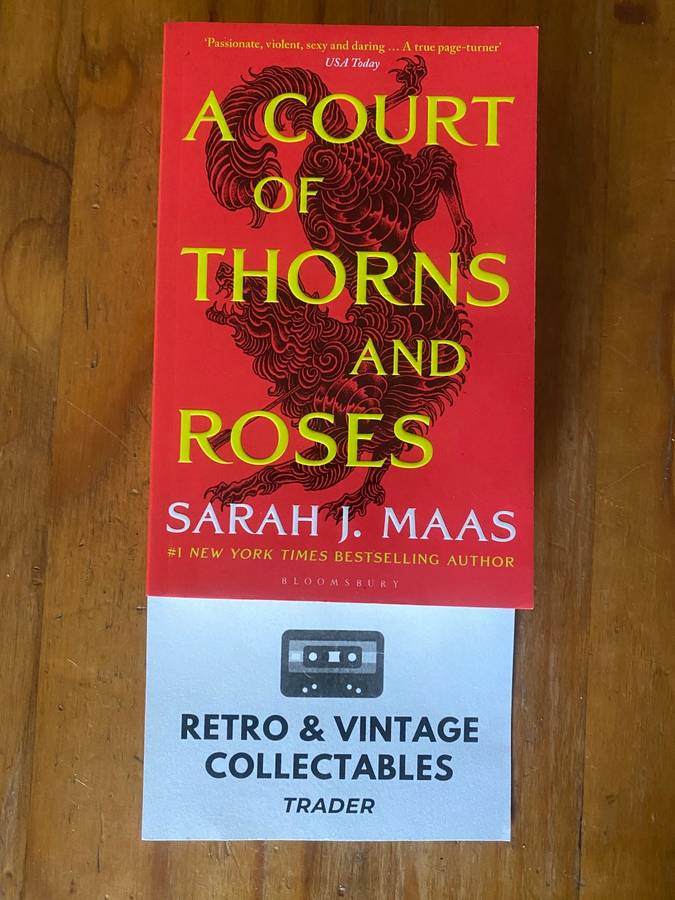 ‘Passionate, violent, sexy and daring ... A true page-turner’
USA Today
A COURT
OF
THORNS
AND
ROSES
SARAH J. MAAS
#1 NEW YORK TIMES BESTSELLING AUTHOR
BLOOMSBURY
RETRO & VINTAGE
COLLECTABLES
TRADER